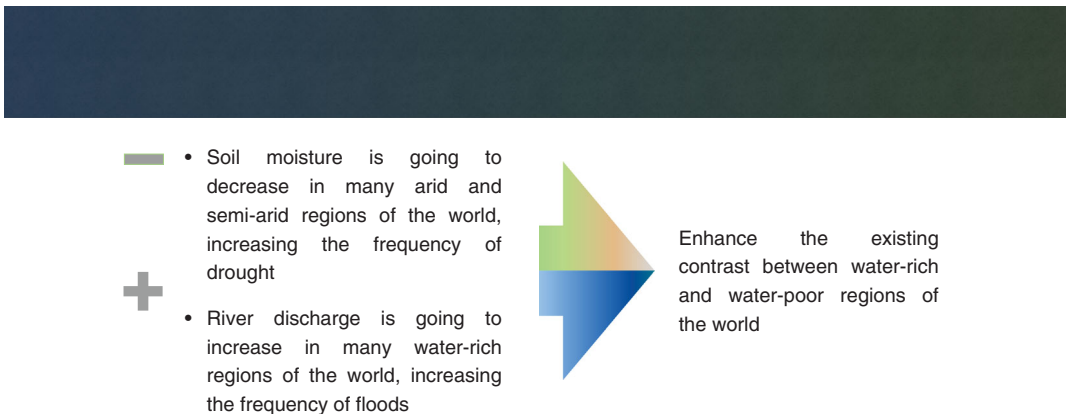 • Soil moisture is going to
decrease in many arid and
semi-arid regions of the world,
increasing the frequency of
drought
• River discharge is going to
increase in many water-rich
regions of the world, increasing
the frequency of floods
Enhance the existing
contrast between water-rich
and water-poor regions of
the world